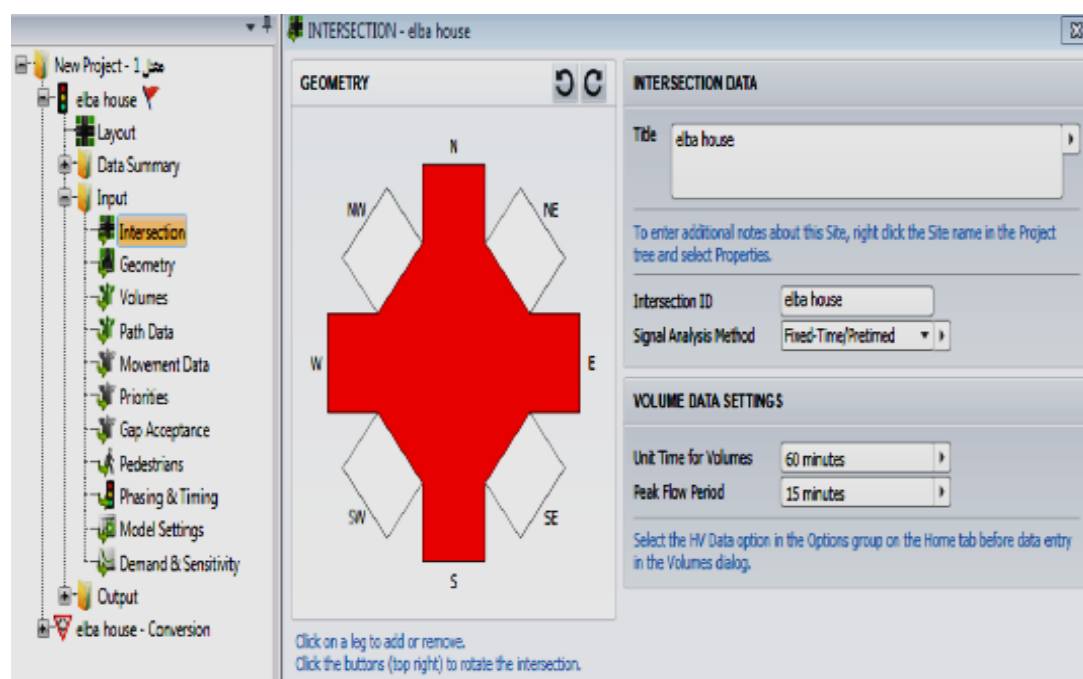 INTERSECTION - elba house
New Project - 1
elba house
Layout
Data Summary
Input
Intersection
Geometry
Volumes
Path Data
Movement Data
Priorities
Gap Acceptance
Pedestrians
Phasing & Timing
Model Settings
Demand & Sensitivity
Output
elba house - Conversion
GEOMETRY
N
NW
NE
W
E
SW
SE
S
Click on a leg to add or remove.
Click the buttons (top right) to rotate the intersection.
INTERSECTION DATA
Title elba house
To enter additional notes about this Site, right click the Site name in the Project
tree and select Properties.
Intersection ID elba house
Signal Analysis Method Fixed-Time/Pretimed
VOLUME DATA SETTINGS
Unit Time for Volumes 60 minutes
Peak Flow Period 15 minutes
Select the HV Data option in the Options group on the Home tab before data entry
in the Volumes dialog.